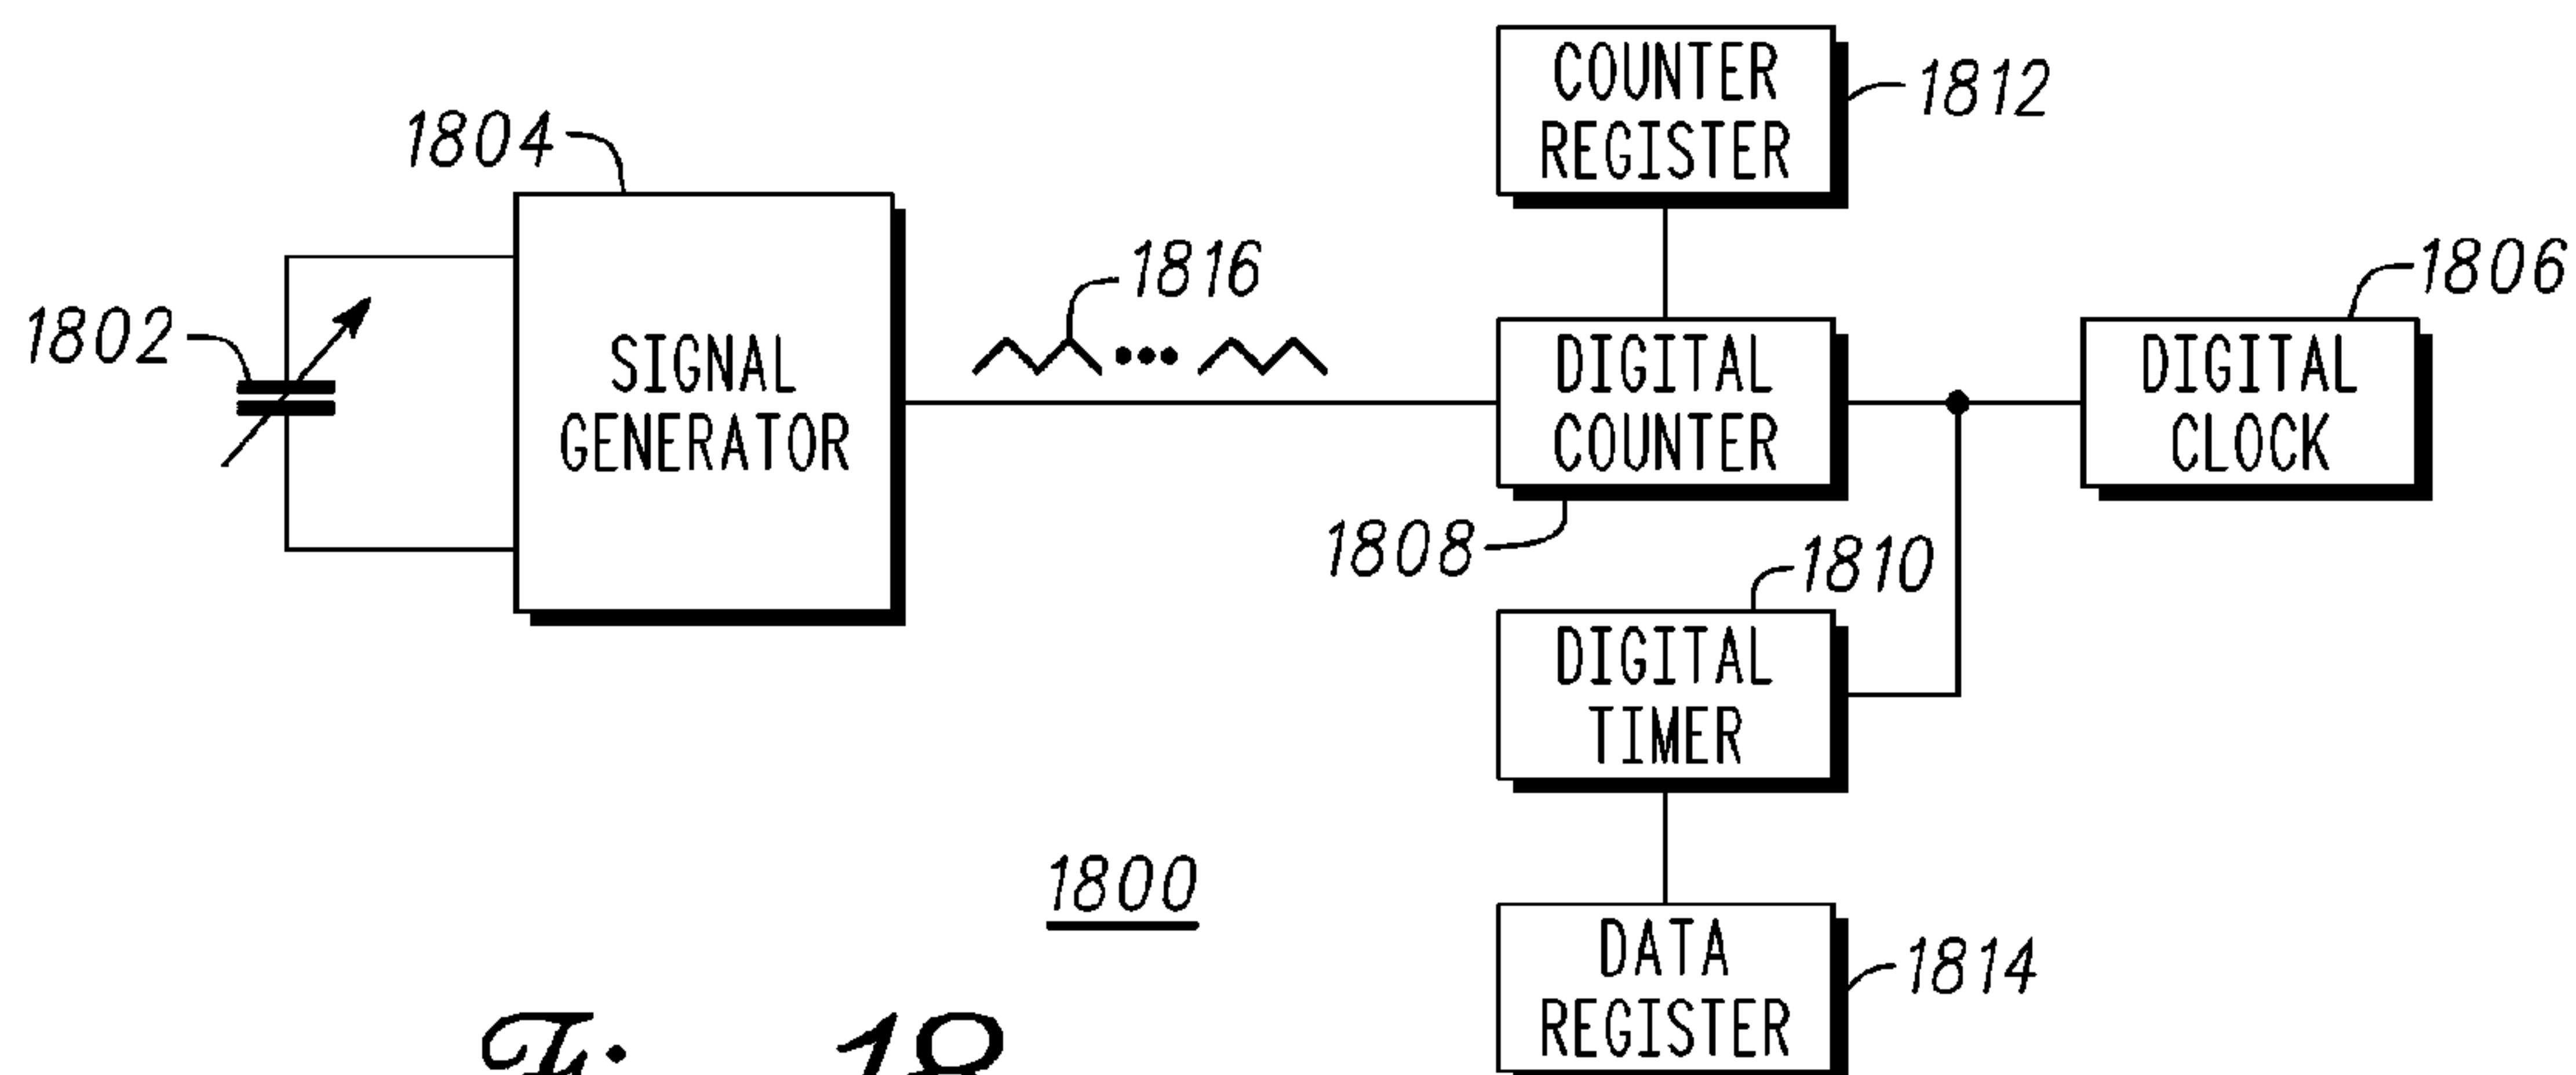 COUNTER
REGISTER
1812
1804
1816
1806
1802
SIGNAL
GENERATOR
DIGITAL
COUNTER
DIGITAL
CLOCK
1808
1810
DIGITAL
TIMER
1800
DATA
REGISTER
1814
18